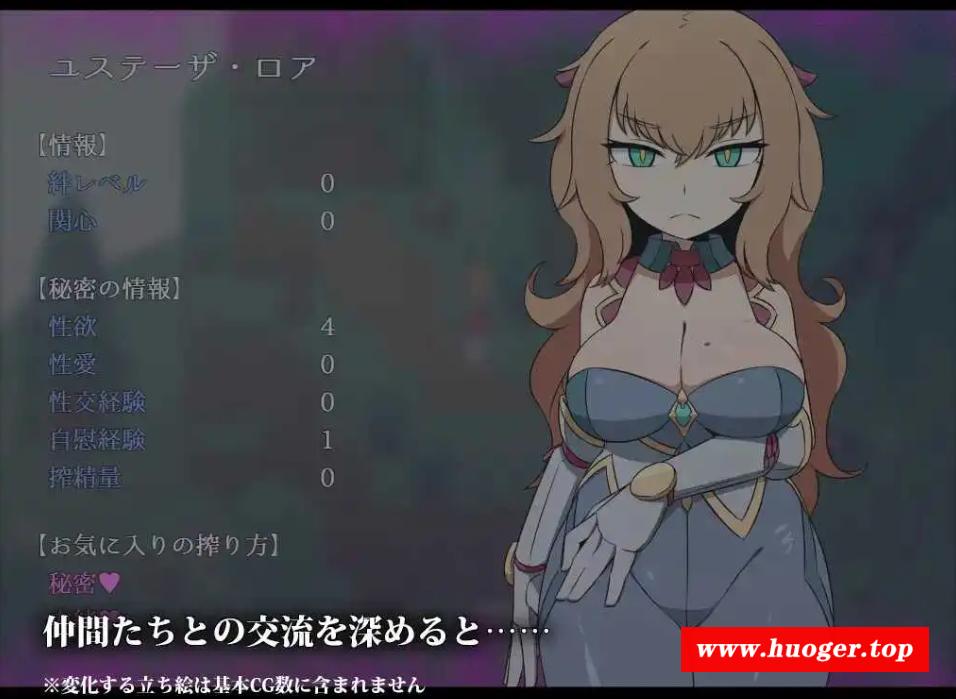 ユステーザ・ロア
【情報】
絆レベル 0
関心 0
【秘密の情報】
性欲 4
性愛 0
性交経験 0
自慰経験 1
搾精量 0
【お気に入りの搾り方】
秘密♥
仲間たちとの交流を深めると……
※変化する立ち絵は基本CG数に含まれません
www.huoger.top